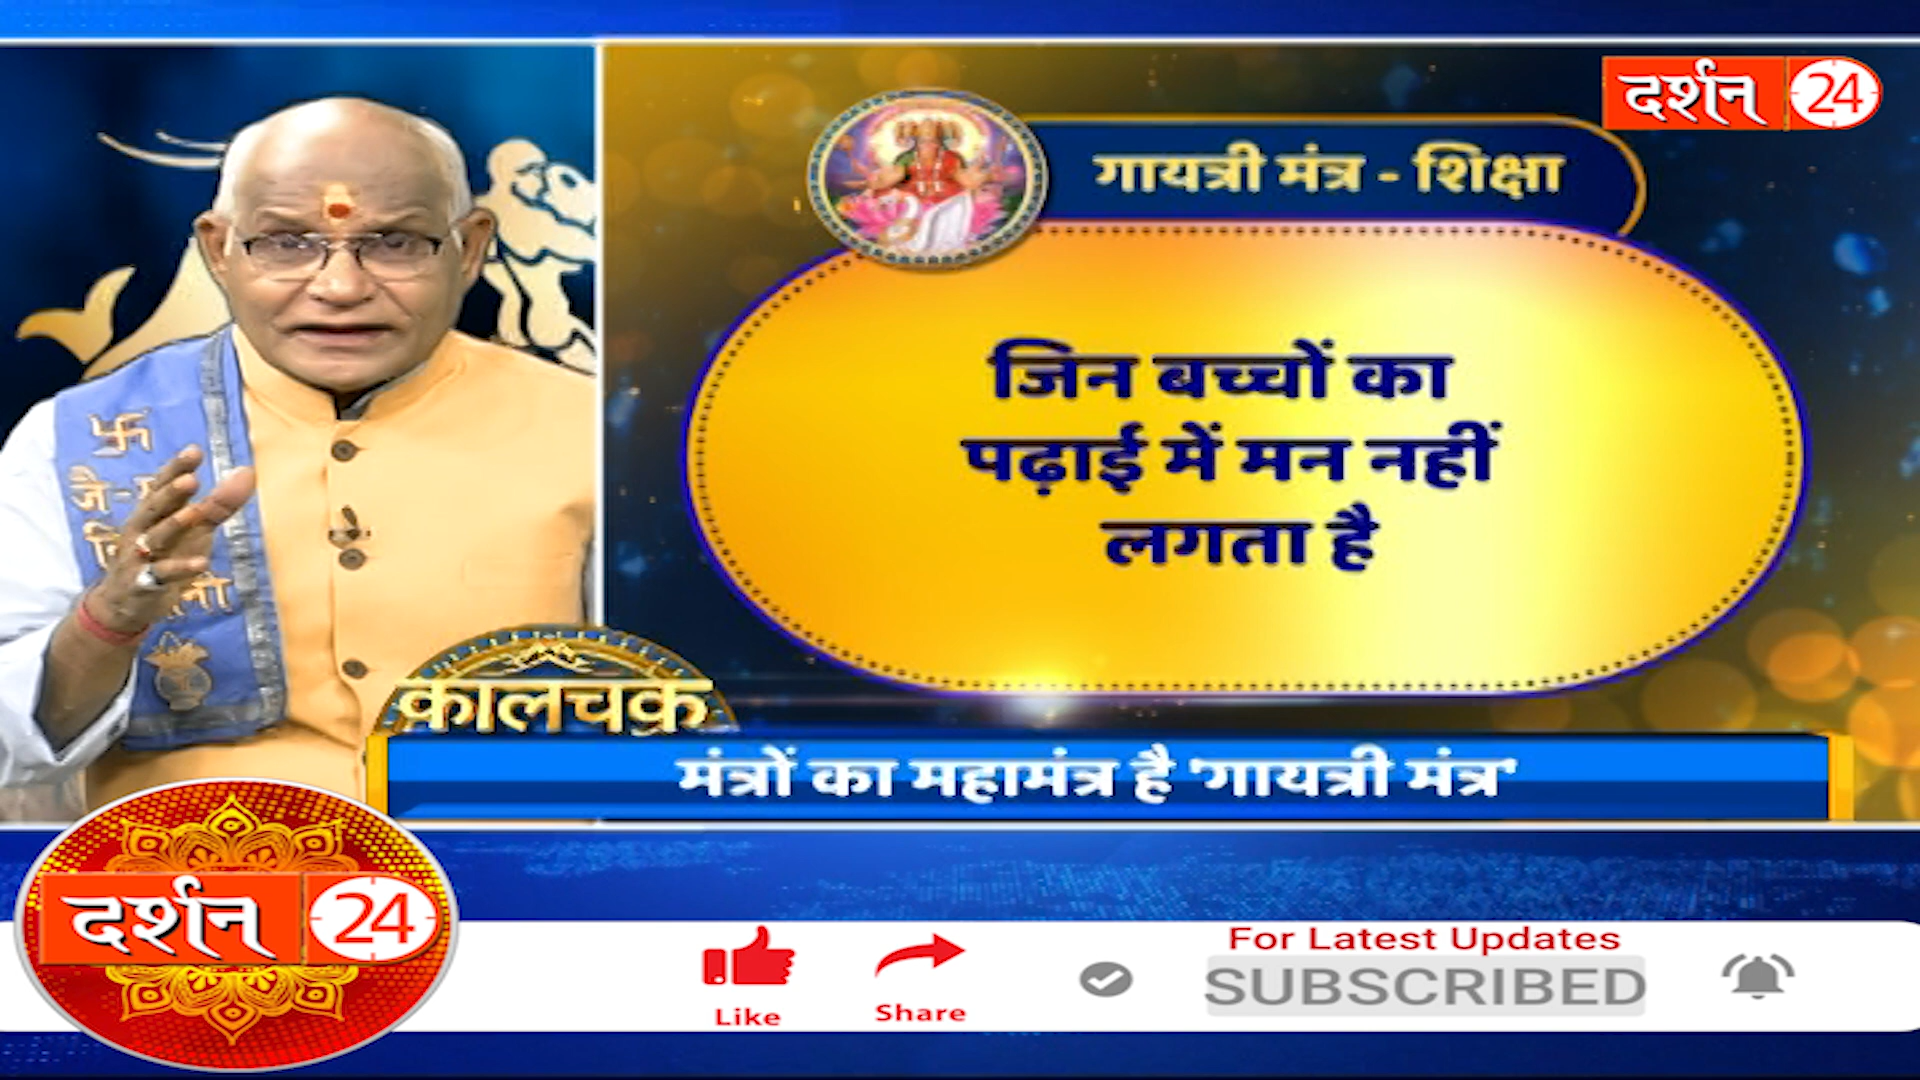 दर्शन 24
गायत्री मंत्र - शिक्षा
जिन बच्चों का
पढ़ाई में मन नहीं
लगता है
जै
कालचक्र
मंत्रों का महामंत्र है 'गायत्री मंत्र'
दर्शन 24
Like
Share
For Latest Updates
SUBSCRIBED